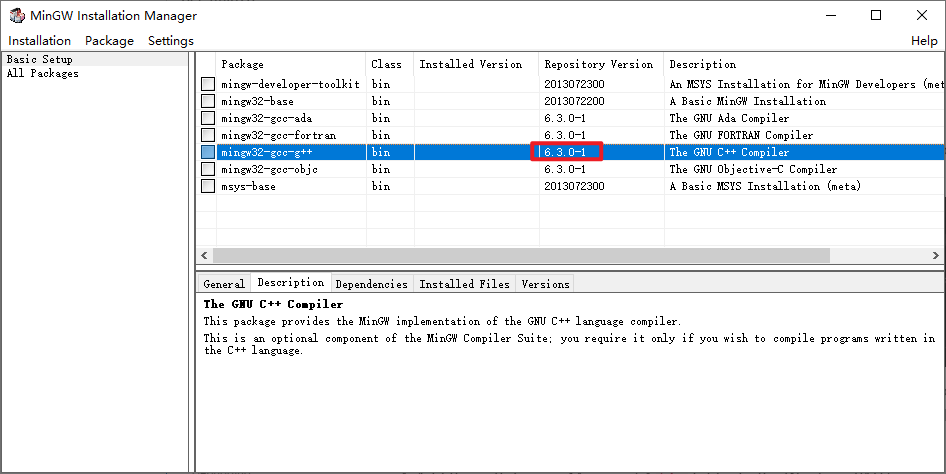 MinGW Installation Manager
Installation Package Settings Help
Basic Setup
All Packages
Package Class Installed Version Repository Version Description
mingw-developer-toolkit bin 2013072300 An MSYS Installation for MinGW Developers (met
mingw32-base bin 2013072200 A Basic MinGW Installation
mingw32-gcc-ada bin 6.3.0-1 The GNU Ada Compiler
mingw32-gcc-fortran bin 6.3.0-1 The GNU FORTRAN Compiler
mingw32-gcc-g++ bin 6.3.0-1 The GNU C++ Compiler
mingw32-gcc-objc bin 6.3.0-1 The GNU Objective-C Compiler
msys-base bin 2013072300 A Basic MSYS Installation (meta)
General Description Dependencies Installed Files Versions
The GNU C++ Compiler
This package provides the MinGW implementation of the GNU C++ language compiler.
This is an optional component of the MinGW Compiler Suite; you require it only if you wish to compile programs written in
the C++ language.